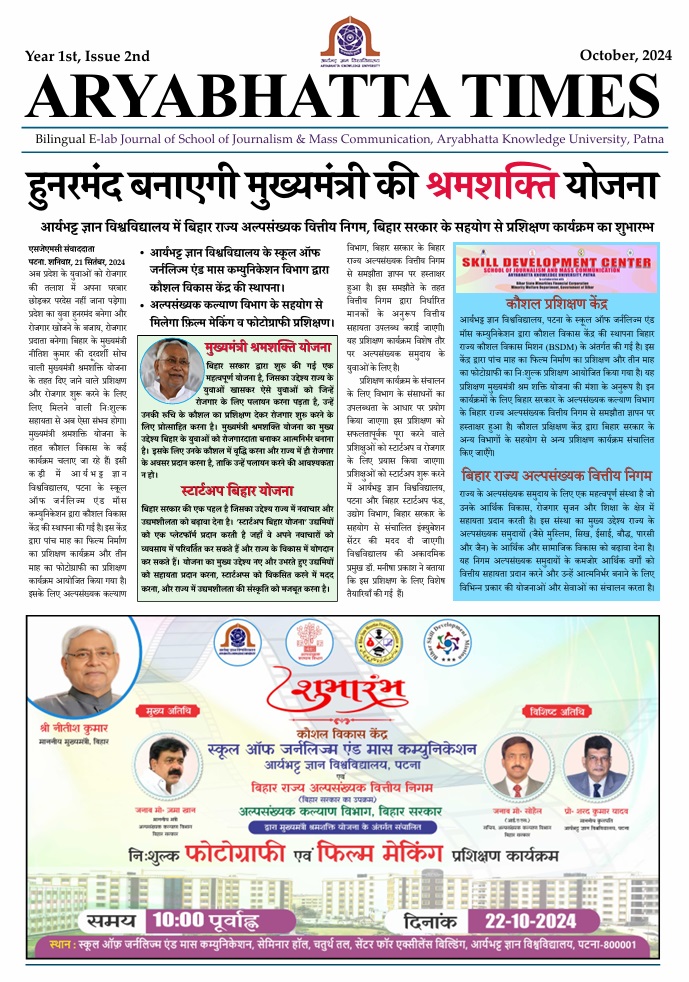 Year 1st, Issue 2nd
October, 2024
ARYABHATTA TIMES
Bilingual E-lab Journal of School of Journalism & Mass Communication, Aryabhatta Knowledge University, Patna
हुनरमंद बनाएगी मुख्यमंत्री की श्रमशक्ति योजना
आर्यभट्ट ज्ञान विश्वविद्यालय में बिहार राज्य अल्पसंख्यक वित्तीय निगम, बिहार सरकार के सहयोग से प्रशिक्षण कार्यक्रम का शुभारम्भ
एसजेएमसी संवाददाता
पटना. शनिवार, 21 सितंबर, 2024
अब प्रदेश के युवाओं को रोजगार
की तलाश में अपना घरबार
छोड़कर परदेस नहीं जाना पड़ेगा।
प्रदेश का युवा हुनरमंद बनेगा और
रोजगार खोजने के बजाय, रोजगार
प्रदाता बनेगा। बिहार के मुख्यमंत्री
नीतिश कुमार की दूरदर्शी सोच
वाली मुख्यमंत्री श्रमशक्ति योजना
के तहत दिए जाने वाले प्रशिक्षण
और रोजगार शुरू करने के लिए
लिए मिलने वाली निःशुल्क
सहायता से अब ऐसा संभव होगा।
मुख्यमंत्री श्रमशक्ति योजना के
तहत कौशल विकास के कई
कार्यक्रम चलाए जा रहे हैं। इसी
कड़ी में आर्यभट्ट ज्ञान
विश्वविद्यालय, पटना के स्कूल
ऑफ जर्नलिज्म एंड मॉस
कम्युनिकेशन द्वारा कौशल विकास
केंद्र की स्थापना की गई है। इस केंद्र
द्वारा पांच माह का फिल्म निर्माण
का प्रशिक्षण कार्यक्रम और तीन
माह का फोटोग्राफी का प्रशिक्षण
कार्यक्रम आयोजित किया गया है।
इसके लिए अल्पसंख्यक कल्याण
• आर्यभट्ट ज्ञान विश्वविद्यालय के स्कूल ऑफ
जर्नलिज्म एंड मास कम्युनिकेशन विभाग द्वारा
कौशल विकास केंद्र की स्थापना।
• अल्पसंख्यक कल्याण विभाग के सहयोग से
मिलेगा फ़िल्म मेकिंग व फोटोग्राफी प्रशिक्षण।
मुख्यमंत्री श्रमशक्ति योजना
बिहार सरकार द्वारा शुरू की गई एक
महत्वपूर्ण योजना है, जिसका उद्देश्य राज्य के
युवाओं खासकर ऐसे युवाओं को जिन्हें
रोजगार के लिए पलायन करना पड़ता है, उन्हें
उनकी रुचि के कौशल का प्रशिक्षण देकर रोजगार शुरू करने के
लिए प्रोत्साहित करना है। मुख्यमंत्री श्रमशक्ति योजना का मुख्य
उद्देश्य बिहार के युवाओं को रोजगारदाता बनाकर आत्मनिर्भर बनाना
है। इसके लिए उनके कौशल में वृद्धि करना और राज्य में ही रोजगार
के अवसर प्रदान करना है, ताकि उन्हें पलायन करने की आवश्यकता
न हो।
स्टार्टअप बिहार योजना
बिहार सरकार की एक पहल है जिसका उद्देश्य राज्य में नवाचार और
उद्यमशीलता को बढ़ावा देना है। 'स्टार्टअप बिहार योजना' उद्यमियों
को एक प्लेटफॉर्म प्रदान करती है जहाँ वे अपने नवाचारों को
व्यवसाय में परिवर्तित कर सकते हैं और राज्य के विकास में योगदान
कर सकते हैं। योजना का मुख्य उद्देश्य नए और उभरते हुए उद्यमियों
को सहायता प्रदान करना, स्टार्टअप्स को विकसित करने में मदद
करना, और राज्य में उद्यमशीलता की संस्कृति को मजबूत करना है।
विभाग, बिहार सरकार के बिहार
राज्य अल्पसंख्यक वित्तीय निगम
से समझौता ज्ञापन पर हस्ताक्षर
हुआ है। इस समझौते के तहत
वित्तीय निगम द्वारा निर्धारित
मानकों के अनुरूप वित्तीय
सहायता उपलब्ध कराई जाएगी।
यह प्रशिक्षण कार्यक्रम विशेष तौर
पर अल्पसंख्यक समुदाय के
युवाओं के लिए है।
प्रशिक्षण कार्यक्रम के संचालन
के लिए विभाग के संसाधनों का
उपलब्धता के आधार पर प्रयोग
किया जाएगा। इस प्रशिक्षण को
सफलतापूर्वक पूरा करने वाले
प्रशिक्षुओं को स्टार्टअप व रोजगार
के लिए प्रयास किया जाएगा।
प्रशिक्षुओं को स्टार्टअप शुरू करने
में आर्यभट्ट ज्ञान विश्वविद्यालय,
पटना और बिहार स्टार्टअप फंड,
उद्योग विभाग, बिहार सरकार के
सहयोग से संचालित इंक्यूबेशन
सेंटर की मदद दी जाएगी।
विश्वविद्यालय की अकादमिक
प्रमुख डॉ. मनीषा प्रकाश ने बताया
कि इस प्रशिक्षण के लिए विशेष
तैयारियाँ की गई हैं।
SKILL DEVELOPMENT CENTER
SCHOOL OF JOURNALISM AND MASS COMMUNICATION
ARYABHATTA KNOWLEDGE UNIVERSITY, PATNA
Bihar State Minorities Financial Corporation
Minority Welfare Department, Government of Bihar
कौशल प्रशिक्षण केंद्र
आर्यभट्ट ज्ञान विश्वविद्यालय, पटना के स्कूल ऑफ जर्नलिज्म एंड
मॉस कम्युनिकेशन द्वारा कौशल विकास केंद्र की स्थापना बिहार
राज्य कौशल विकास मिशन (BSDM) के अंतर्गत की गई है। इस
केंद्र द्वारा पांच माह का फिल्म निर्माण का प्रशिक्षण और तीन माह
का फोटोग्राफी का निःशुल्क प्रशिक्षण आयोजित किया गया है। यह
प्रशिक्षण मुख्यमंत्री श्रम शक्ति योजना की मंशा के अनुरूप है। इन
कार्यक्रमों के लिए बिहार सरकार के अल्पसंख्यक कल्याण विभाग
के बिहार राज्य अल्पसंख्यक वित्तीय निगम से समझौता ज्ञापन पर
हस्ताक्षर हुआ है। कौशल प्रशिक्षण केंद्र द्वारा बिहार सरकार के
अन्य विभागों के सहयोग से अन्य प्रशिक्षण कार्यक्रम संचालित
किए जाएँगे।
बिहार राज्य अल्पसंख्यक वित्तीय निगम
राज्य के अल्पसंख्यक समुदाय के लिए एक महत्वपूर्ण संस्था है जो
उनके आर्थिक विकास, रोजगार सृजन और शिक्षा के क्षेत्र में
सहायता प्रदान करती है। इस संस्था का मुख्य उद्देश्य राज्य के
अल्पसंख्यक समुदायों (जैसे मुस्लिम, सिख, ईसाई, बौद्ध, पारसी
और जैन) के आर्थिक और सामाजिक विकास को बढ़ावा देना है।
यह निगम अल्पसंख्यक समुदायों के कमजोर आर्थिक वर्गों को
वित्तीय सहायता प्रदान करने और उन्हें आत्मनिर्भर बनाने के लिए
विभिन्न प्रकार की योजनाओं और सेवाओं का संचालन करता है।
शुभारंभ
श्री नीतीश कुमार
माननीय मुख्यमंत्री, बिहार
मुख्य अतिथि
विशिष्ट अतिथि
कौशल विकास केंद्र
स्कूल ऑफ जर्नलिज्म एंड मास कम्युनिकेशन
आर्यभट्ट ज्ञान विश्वविद्यालय, पटना
एवं
बिहार राज्य अल्पसंख्यक वित्तीय निगम
(बिहार सरकार का उपक्रम)
अल्पसंख्यक कल्याण विभाग, बिहार सरकार
द्वारा मुख्यमंत्री श्रमशक्ति योजना के अंतर्गत संचालित
जनाब मो॰ जमा खान
जनाब मो॰ सोहैल
प्रो॰ शरद कुमार यादव
निःशुल्क फोटोग्राफी एवं फिल्म मेकिंग प्रशिक्षण कार्यक्रम
समय 10:00 पूर्वाह्न
दिनांक 22-10-2024
स्थान : स्कूल ऑफ़ जर्नलिज्म एंड मास कम्युनिकेशन, सेमिनार हॉल, चतुर्थ तल, सेंटर फॉर एक्सीलेंस बिल्डिंग, आर्यभट्ट ज्ञान विश्वविद्यालय, पटना-800001